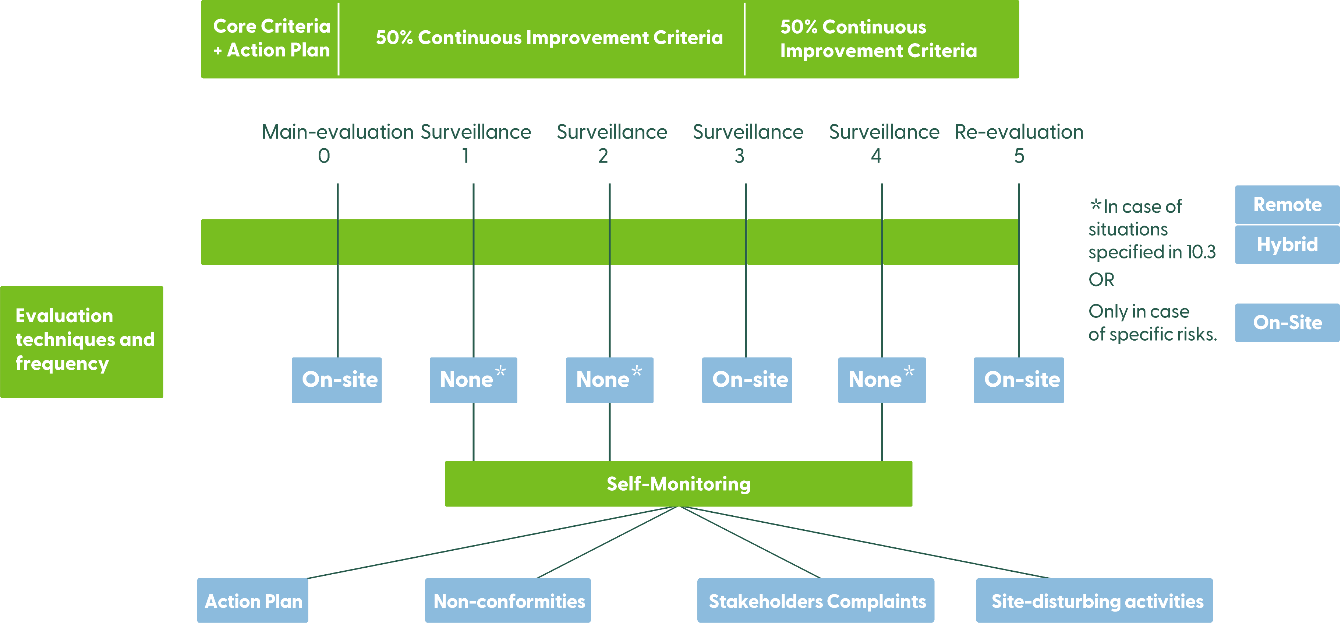 Core Criteria
+ Action Plan
50% Continuous Improvement Criteria
50% Continuous
Improvement Criteria
Main-evaluation
0
Surveillance
1
Surveillance
2
Surveillance
3
Surveillance
4
Re-evaluation
5
*In case of
situations
specified in 10.3
OR
Only in case
of specific risks.
Remote
Hybrid
On-Site
Evaluation
techniques and
frequency
On-site
None*
None*
On-site
None*
On-site
Self-Monitoring
Action Plan
Non-conformities
Stakeholders Complaints
Site-disturbing activities